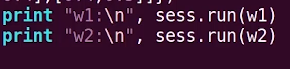 ],[
print "w1:\n", sess.run(w1)
print "w2:\n", sess.run(w2)